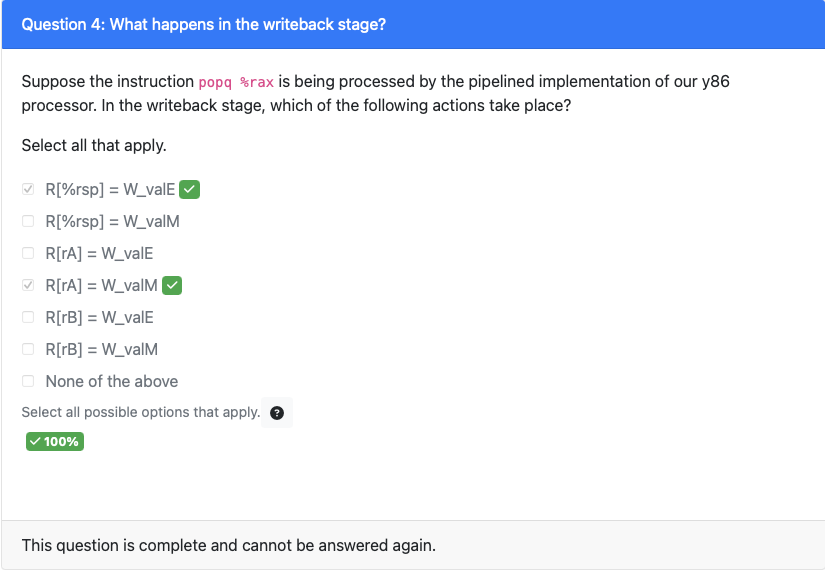 Question 4: What happens in the writeback stage?
Suppose the instruction popq %rax is being processed by the pipelined implementation of our y86
processor. In the writeback stage, which of the following actions take place?
Select all that apply.
R[%rsp] = W_valE
R[%rsp] = W_valM
R[rA] = W_valE
R[rA] = W_valM
R[rB] = W_valE
R[rB] = W_valM
None of the above
Select all possible options that apply. ?
100%
This question is complete and cannot be answered again.